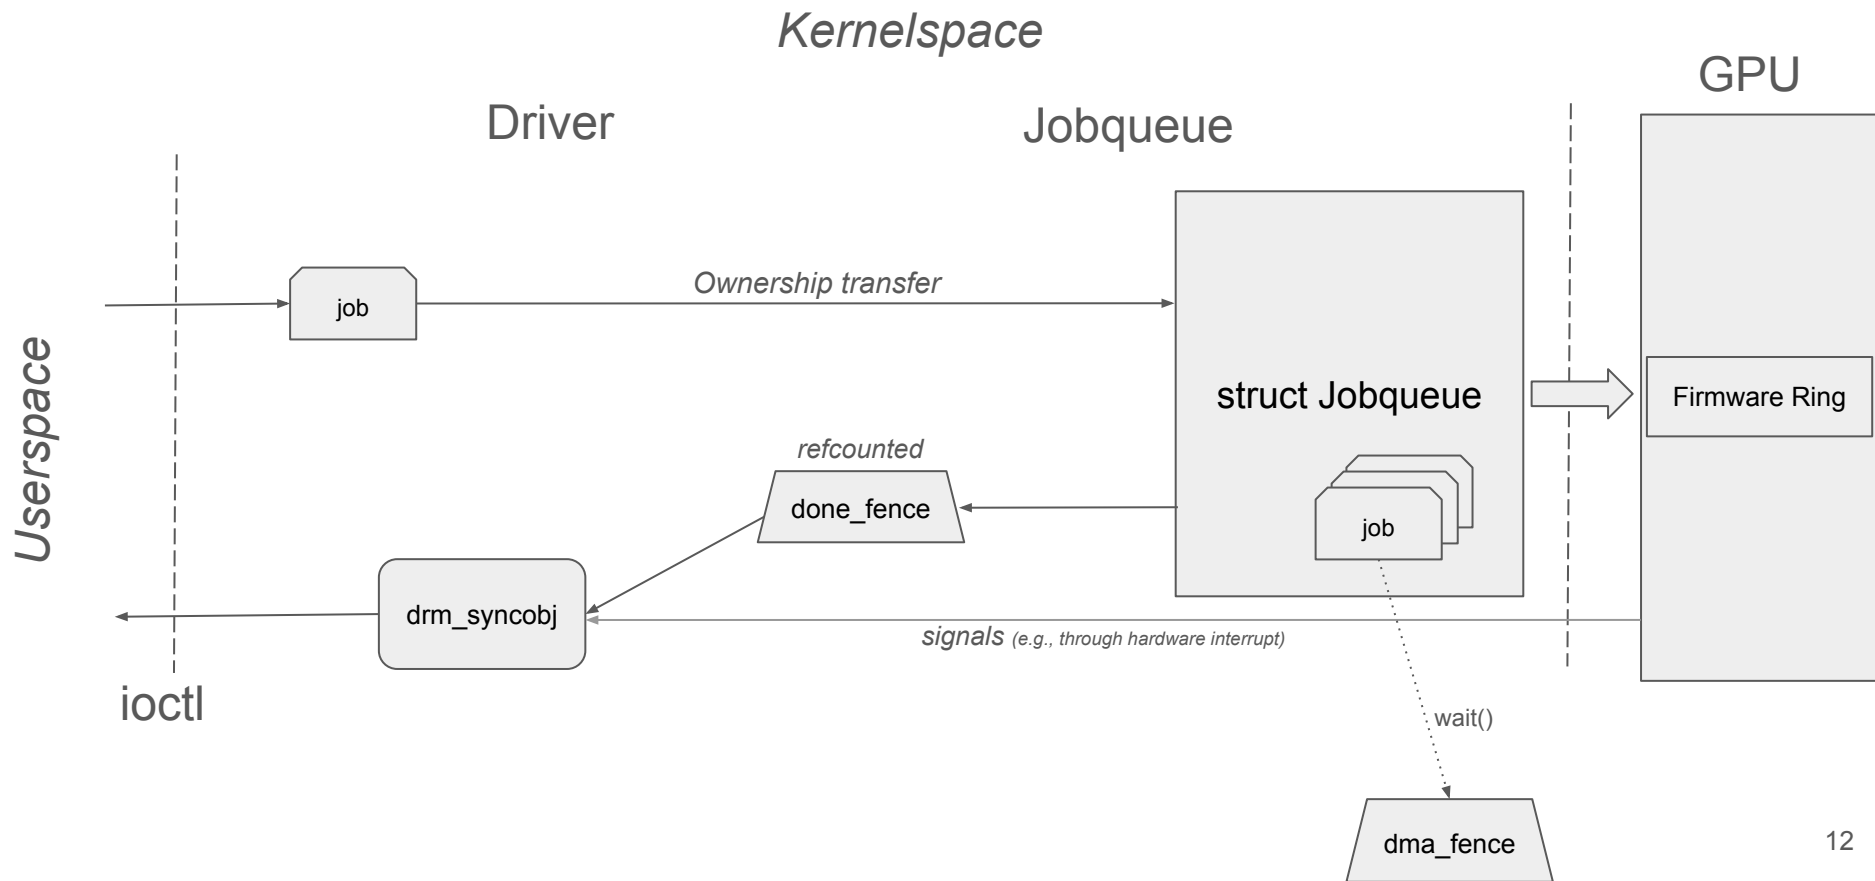 Kernelspace
GPU
Driver
Jobqueue
job
Ownership transfer
Userspace
struct Jobqueue
Firmware Ring
refcounted
done_fence
job
drm_syncobj
signals (e.g., through hardware interrupt)
ioctl
wait()
dma_fence
12